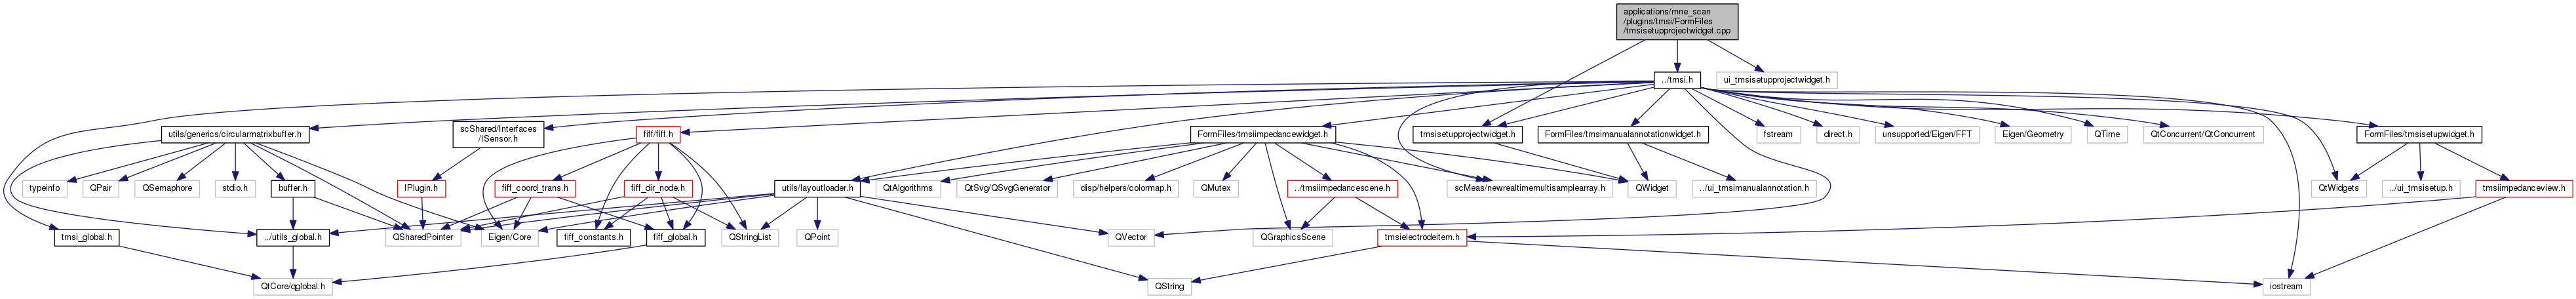 applications/mne_scan
/plugins/tmsi/FormFiles
/tmsisetupprojectwidget.cpp
../tmsi.h
ui_tmsisetupprojectwidget.h
utils/generics/circularmatrixbuffer.h
scShared/Interfaces
/ISensor.h
fiff/fiff.h
FormFiles/tmsiimpedancewidget.h
tmsisetupprojectwidget.h
FormFiles/tmsimanualannotationwidget.h
fstream
direct.h
unsupported/Eigen/FFT
Eigen/Geometry
QTime
QtConcurrent/QtConcurrent
FormFiles/tmsisetupwidget.h
typeinfo
QPair
QSemaphore
stdio.h
buffer.h
IPlugin.h
fiff_coord_trans.h
fiff_dir_node.h
utils/layoutloader.h
QtAlgorithms
QtSvg/QSvgGenerator
disp/helpers/colormap.h
QMutex
../tmsiimpedancescene.h
scMeas/newrealtimemultisamplearray.h
QWidget
../ui_tmsimanualannotation.h
QtWidgets
../ui_tmsisetup.h
tmsiimpedanceview.h
tmsi_global.h
../utils_global.h
QSharedPointer
Eigen/Core
fiff_constants.h
fiff_global.h
QStringList
QPoint
QVector
QGraphicsScene
tmsielectrodeitem.h
QtCore/qglobal.h
QString
iostream